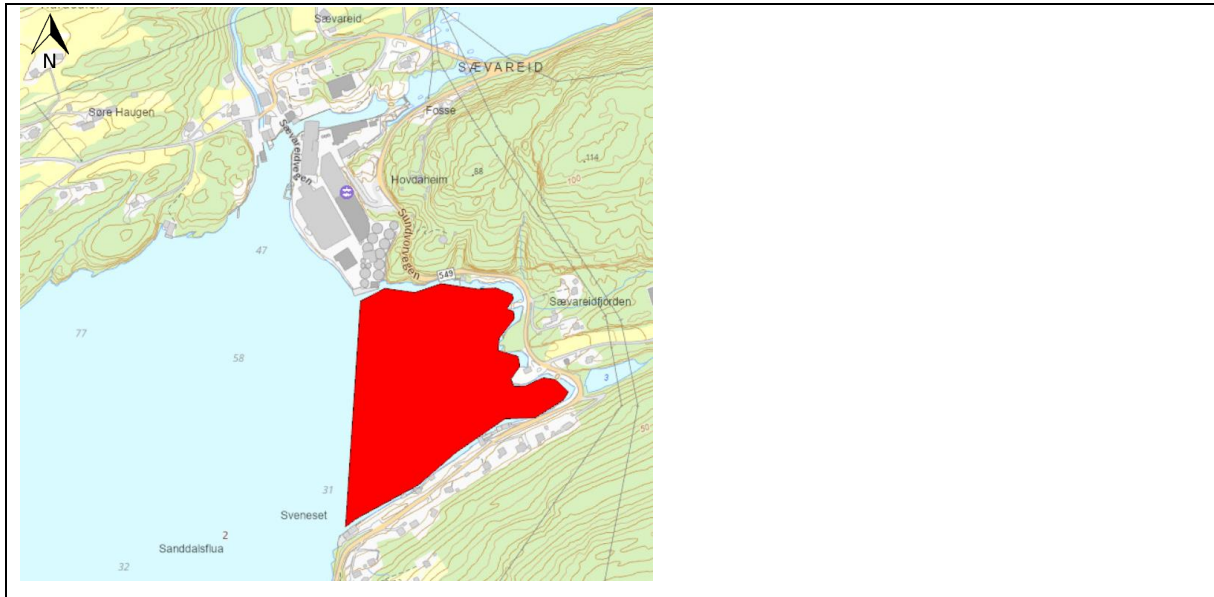 Sævareid
N
SÆVAREID
Søre Haugen
Fosse
Sævareidvegen
114
88
Hovdaheim
100
Sundvorvegen
47
549
Sævareidfjorden
77
58
3
50
31
Sveneset
2
Sanddalsflua
32